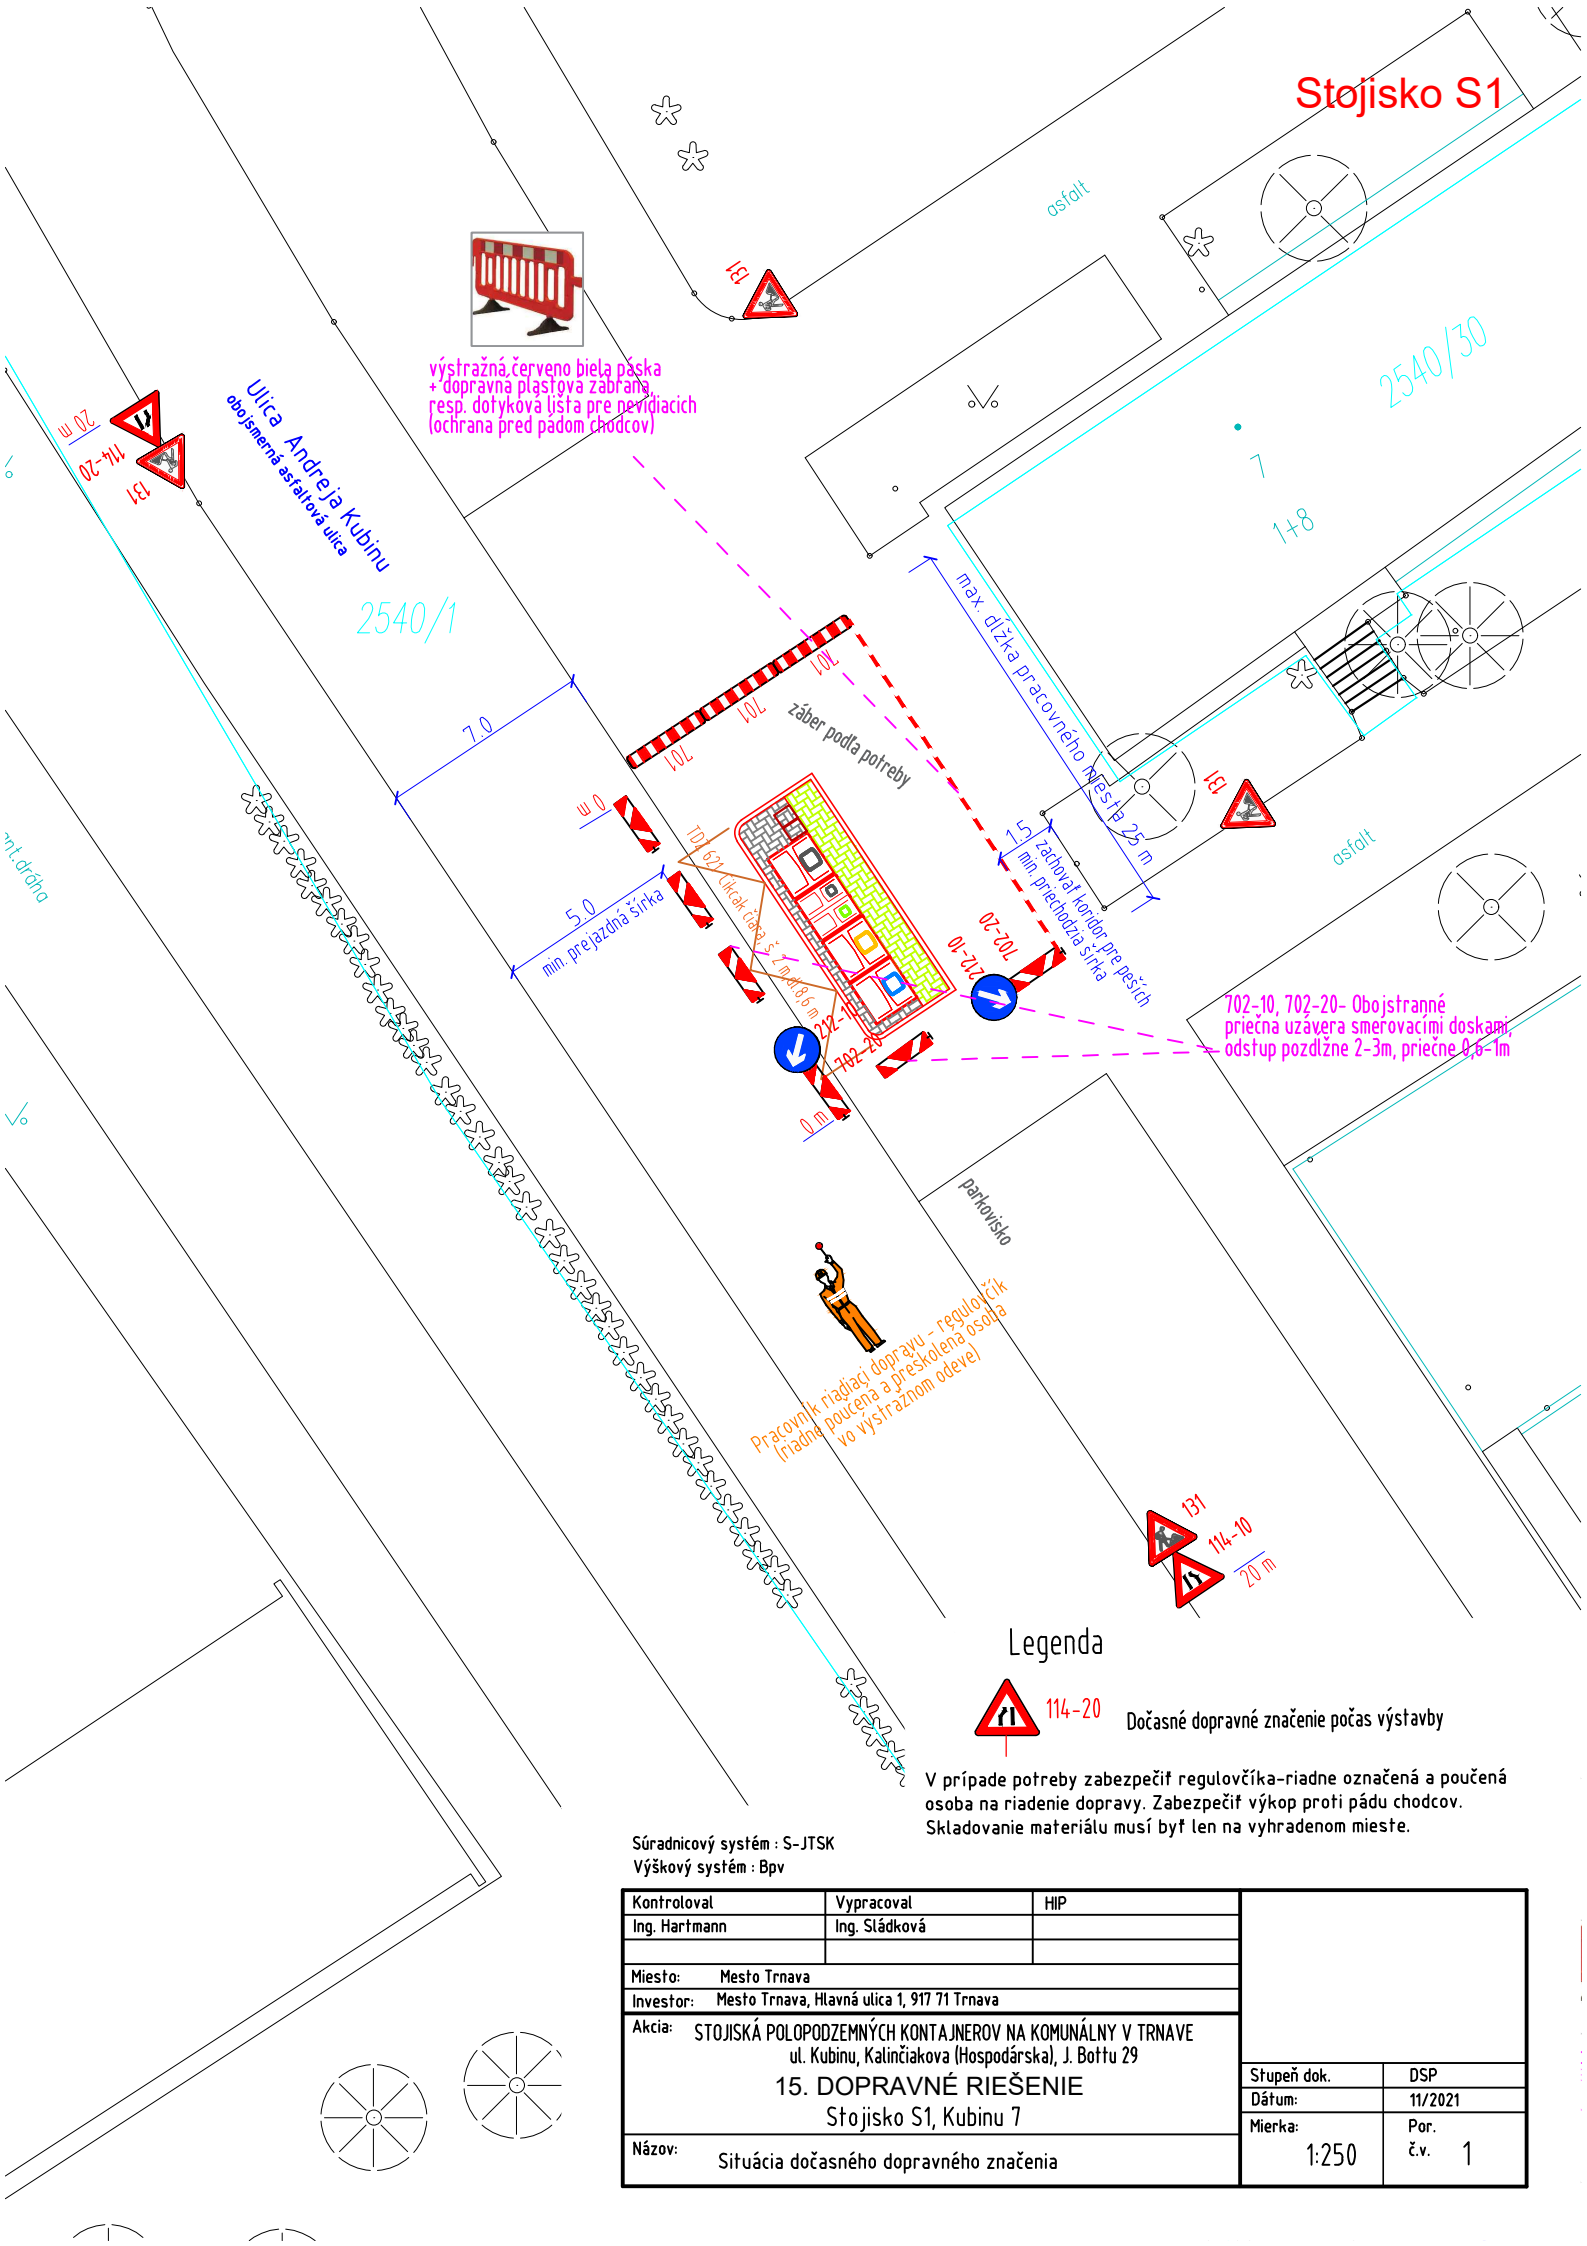 Stojisko S1
asfalt
131
výstražná červeno biela páska
+ dopravná plastová zábrana,
resp. dotyková lišta pre nevidiacich
(ochrana pred pádom chodcov)
2540/30
20 m
114-20
131
Ulica Andreja Kubinu
obojsmerná asfaltová ulica
7
1+8
2540/1
max. dĺžka pracovného miesta 25 m
7.0
701
701
701
záber podľa potreby
0 m
131
asfalt
1.5
zachovať koridor pre peších
min. priechodzia šírka
TDZ 621 Cikcak čiara, š. 2 m,dl.8,6 m
5.0
min. prejazdná šírka
ant.dráha
702-20
212-10
212-10
702-20
0 m
702-10, 702-20- Obojstranné
priečna uzávera smerovacími doskami,
odstup pozdĺžne 2-3m, priečne 0,6-1m
parkovisko
Pracovník riadiaci dopravu - regulovčík
(riadne poučená a preškolená osoba
vo výstražnom odeve)
131
114-10
20 m
Legenda
114-20
Dočasné dopravné značenie počas výstavby
V prípade potreby zabezpečiť regulovčíka-riadne označená a poučená
osoba na riadenie dopravy. Zabezpečiť výkop proti pádu chodcov.
Skladovanie materiálu musí byť len na vyhradenom mieste.
Súradnicový systém : S-JTSK
Výškový systém : Bpv
Kontroloval Vypracoval HIP
Ing. Hartmann Ing. Sládková
Miesto: Mesto Trnava
Investor: Mesto Trnava, Hlavná ulica 1, 917 71 Trnava
Akcia: STOJISKÁ POLOPODZEMNÝCH KONTAJNEROV NA KOMUNÁLNY V TRNAVE
ul. Kubinu, Kalinčiakova (Hospodárska), J. Bottu 29
15. DOPRAVNÉ RIEŠENIE
Stojisko S1, Kubinu 7
Názov: Situácia dočasného dopravného značenia
Stupeň dok. DSP
Dátum: 11/2021
Mierka: 1:250
Por.
č.v. 1